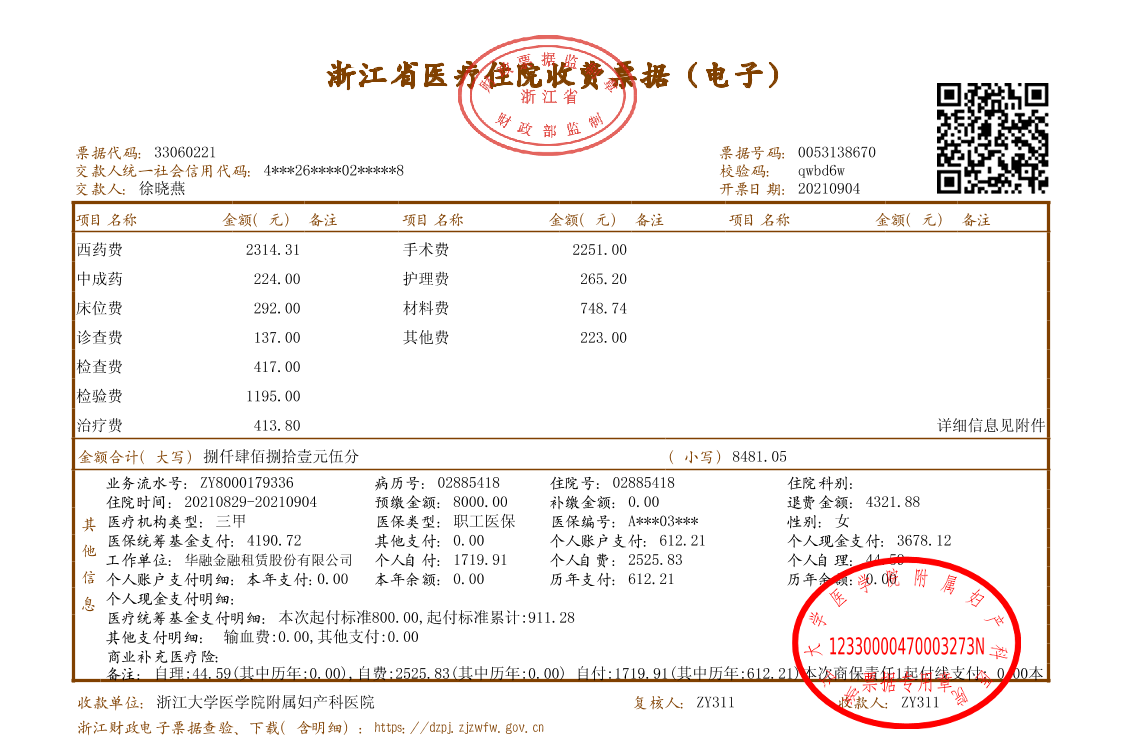 浙江省医疗住院收费票据（电子）
财政票据监制
浙江省
财政部监制
票据代码: 33060221 票据号码: 0053138670
交款人统一社会信用代码: 4***26****02*****8 校验码: qwbd6w
交款人: 徐晓燕 开票日期: 20210904
项目名称 金额(元) 备注 项目名称 金额(元) 备注 项目名称 金额(元) 备注
西药费 2314.31 手术费 2251.00
中成药 224.00 护理费 265.20
床位费 292.00 材料费 748.74
诊查费 137.00 其他费 223.00
检查费 417.00
检验费 1195.00
治疗费 413.80 详细信息见附件
金额合计(大写) 捌仟肆佰捌拾壹元伍分 (小写) 8481.05
其他信息
业务流水号: ZY8000179336 病历号: 02885418 住院号: 02885418 住院科别:
住院时间: 20210829-20210904 预缴金额: 8000.00 补缴金额: 0.00 退费金额: 4321.88
医疗机构类型: 三甲 医保类型: 职工医保 医保编号: A***03*** 性别: 女
医保统筹基金支付: 4190.72 其他支付: 0.00 个人账户支付: 612.21 个人现金支付: 3678.12
工作单位: 华融金融租赁股份有限公司 个人自付: 1719.91 个人自费: 2525.83 个人自理: 44.59
个人账户支付明细: 本年支付: 0.00 本年余额: 0.00 历年支付: 612.21 历年余额: 0.00
个人现金支付明细:
医疗统筹基金支付明细: 本次起付标准800.00,起付标准累计:911.28
其他支付明细: 输血费:0.00,其他支付:0.00
商业补充医疗险:
备注: 自理:44.59(其中历年:0.00),自费:2525.83(其中历年:0.00) 自付:1719.91(其中历年:612.21)本次商保责任1起付线支付: 0.00本
浙江大学医学院附属妇产科医院
12330000470003273N
票据专用章
收款单位: 浙江大学医学院附属妇产科医院 复核人: ZY311 收款人: ZY311
浙江财政电子票据查验、下载(含明细): https://dzpj.zjzwfw.gov.cn